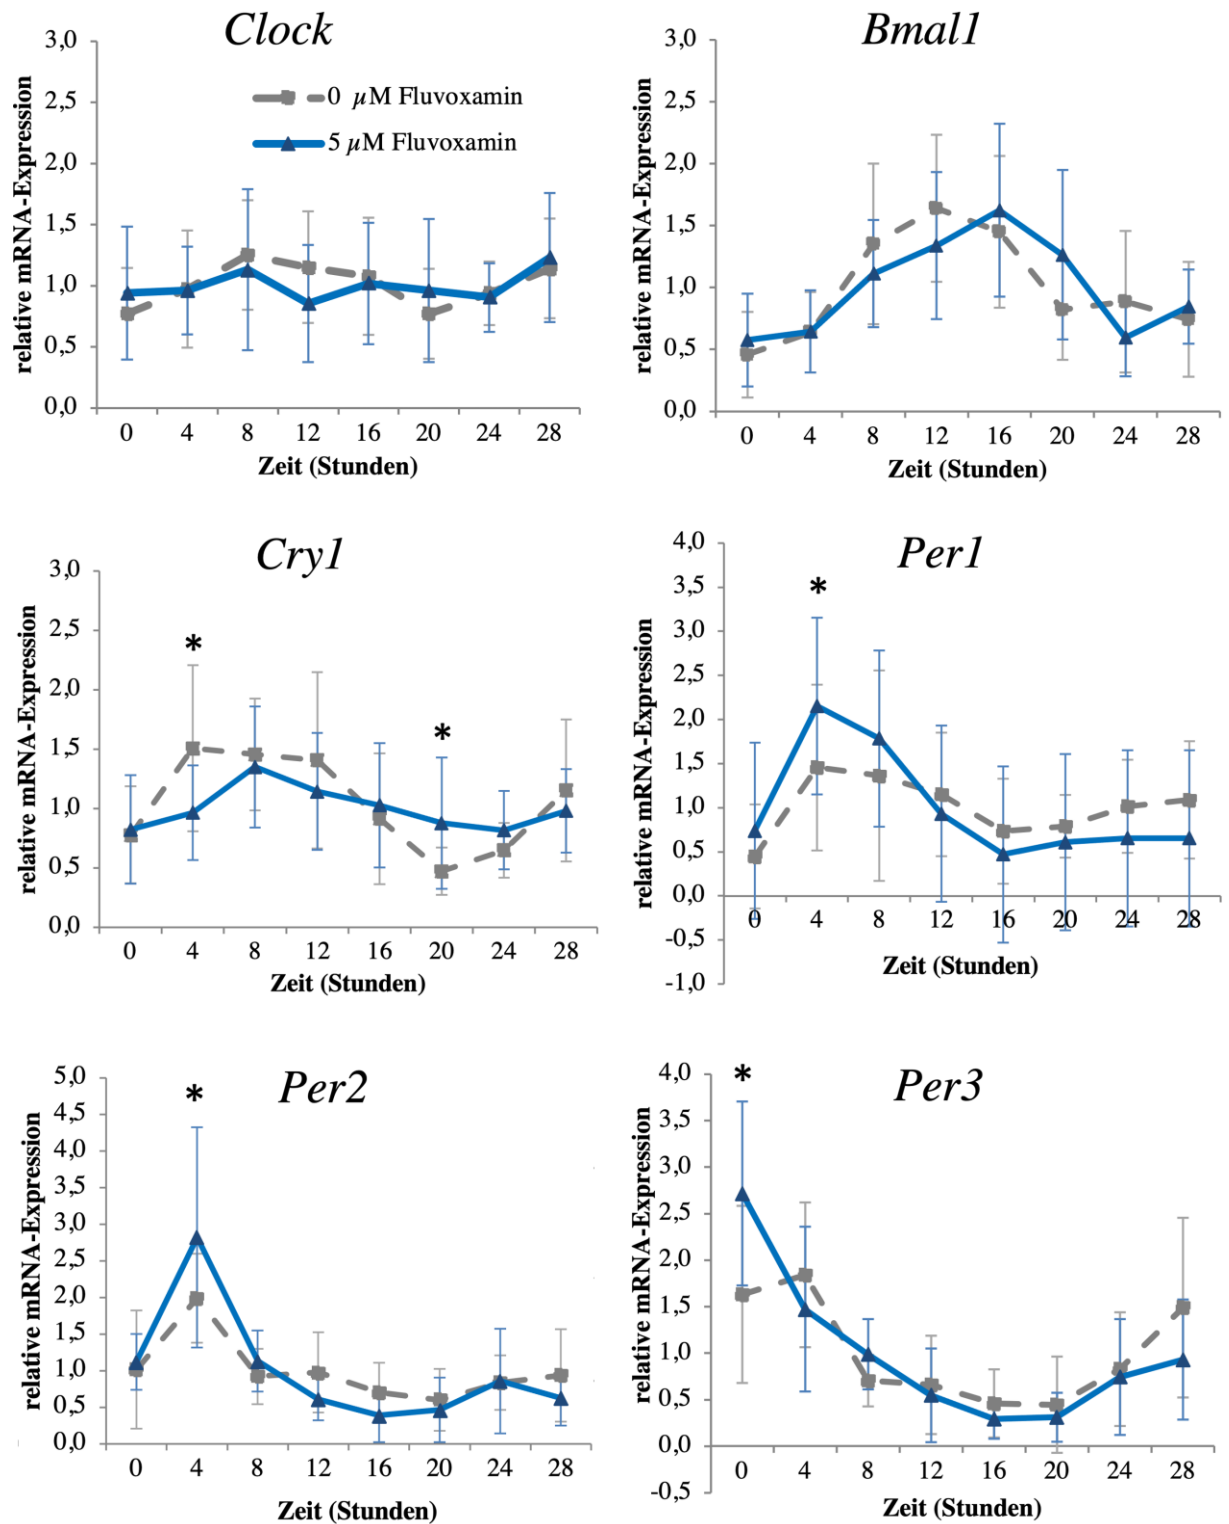 Clock
relative mRNA-Expression
3,0
2,5
2,0
1,5
1,0
0,5
0,0
0 µM Fluvoxamin
5 µM Fluvoxamin
0 4 8 12 16 20 24 28
Zeit (Stunden)
Bmal1
relative mRNA-Expression
3,0
2,5
2,0
1,5
1,0
0,5
0,0
0 4 8 12 16 20 24 28
Zeit (Stunden)
Cry1
relative mRNA-Expression
3,0
2,5
2,0
1,5
1,0
0,5
0,0
*
*
0 4 8 12 16 20 24 28
Zeit (Stunden)
Per1
relative mRNA-Expression
4,0
3,5
3,0
2,5
2,0
1,5
1,0
0,5
0,0
-0,5
-1,0
*
0 4 8 12 16 20 24 28
Zeit (Stunden)
Per2
relative mRNA-Expression
5,0
4,5
4,0
3,5
3,0
2,5
2,0
1,5
1,0
0,5
0,0
*
0 4 8 12 16 20 24 28
Zeit (Stunden)
Per3
relative mRNA-Expression
4,0
3,5
3,0
2,5
2,0
1,5
1,0
0,5
0,0
-0,5
*
0 4 8 12 16 20 24 28
Zeit (Stunden)